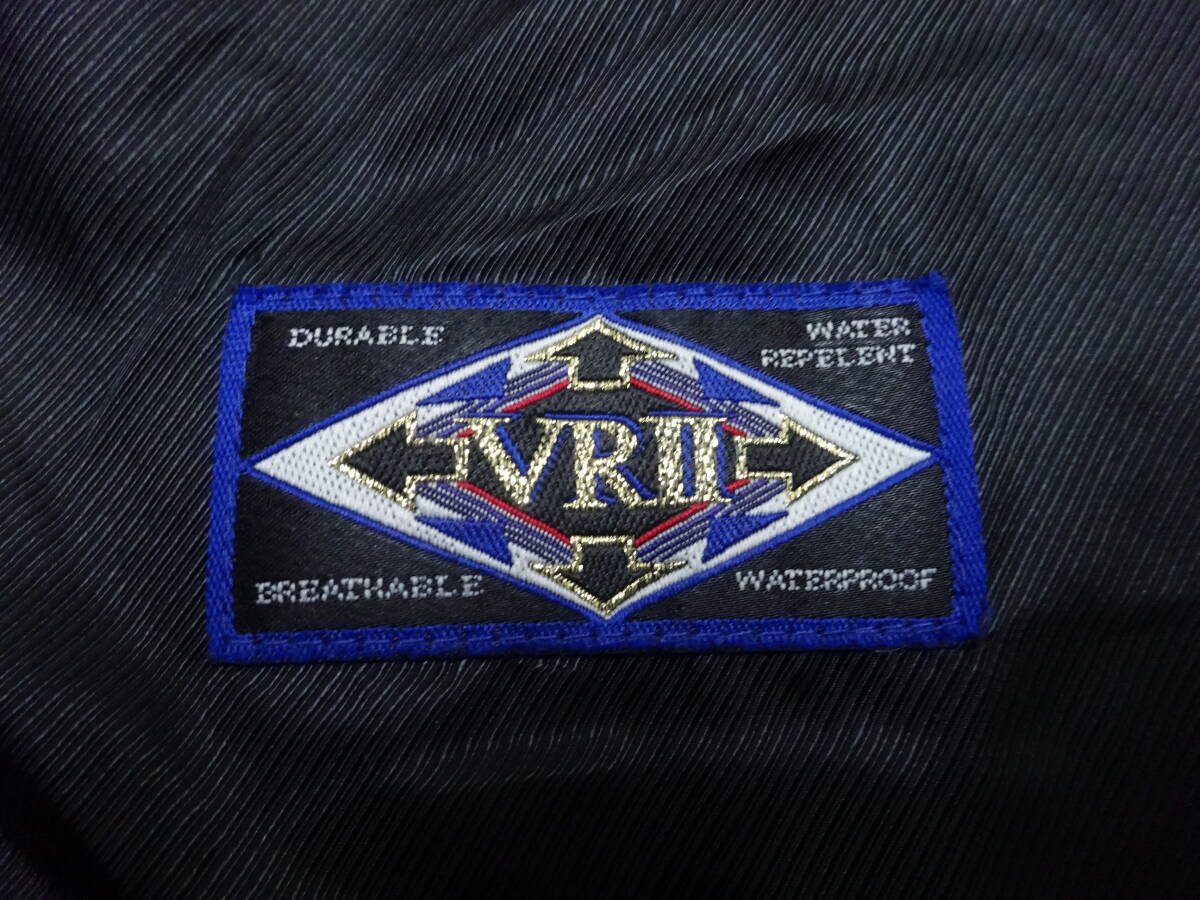 DURABLE
WATER
REPELENT
VRII
BREATHABLE
WATERPROOF